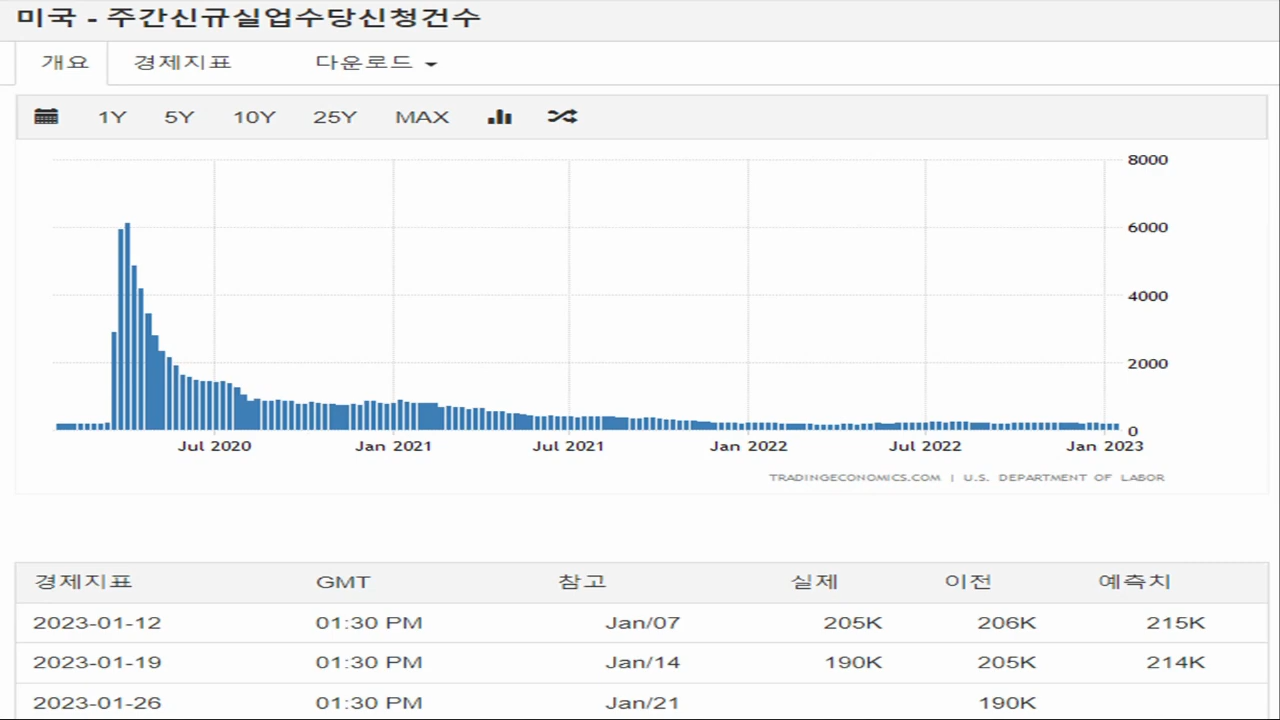 미국 - 주간신규실업수당신청건수
개요 경제지표 다운로드
1Y 5Y 10Y 25Y MAX
8000
6000
4000
2000
0
Jul 2020 Jan 2021 Jul 2021 Jan 2022 Jul 2022 Jan 2023
TRADINGECONOMICS.COM | U.S. DEPARTMENT OF LABOR
경제지표 GMT 참고 실제 이전 예측치
2023-01-12 01:30 PM Jan/07 205K 206K 215K
2023-01-19 01:30 PM Jan/14 190K 205K 214K
2023-01-26 01:30 PM Jan/21 190K